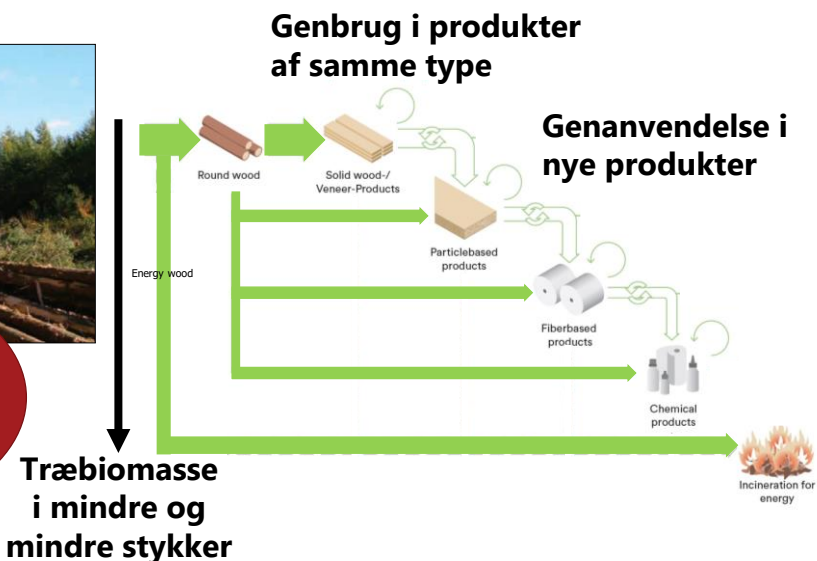 Genbrug i produkter
af samme type
Genanvendelse i
nye produkter
Round wood
Solid wood-/
Veneer-Products
Particlebased
products
Energy wood
Fiberbased
products
Chemical
products
Incineration for
energy
Træbiomasse
i mindre og
mindre stykker